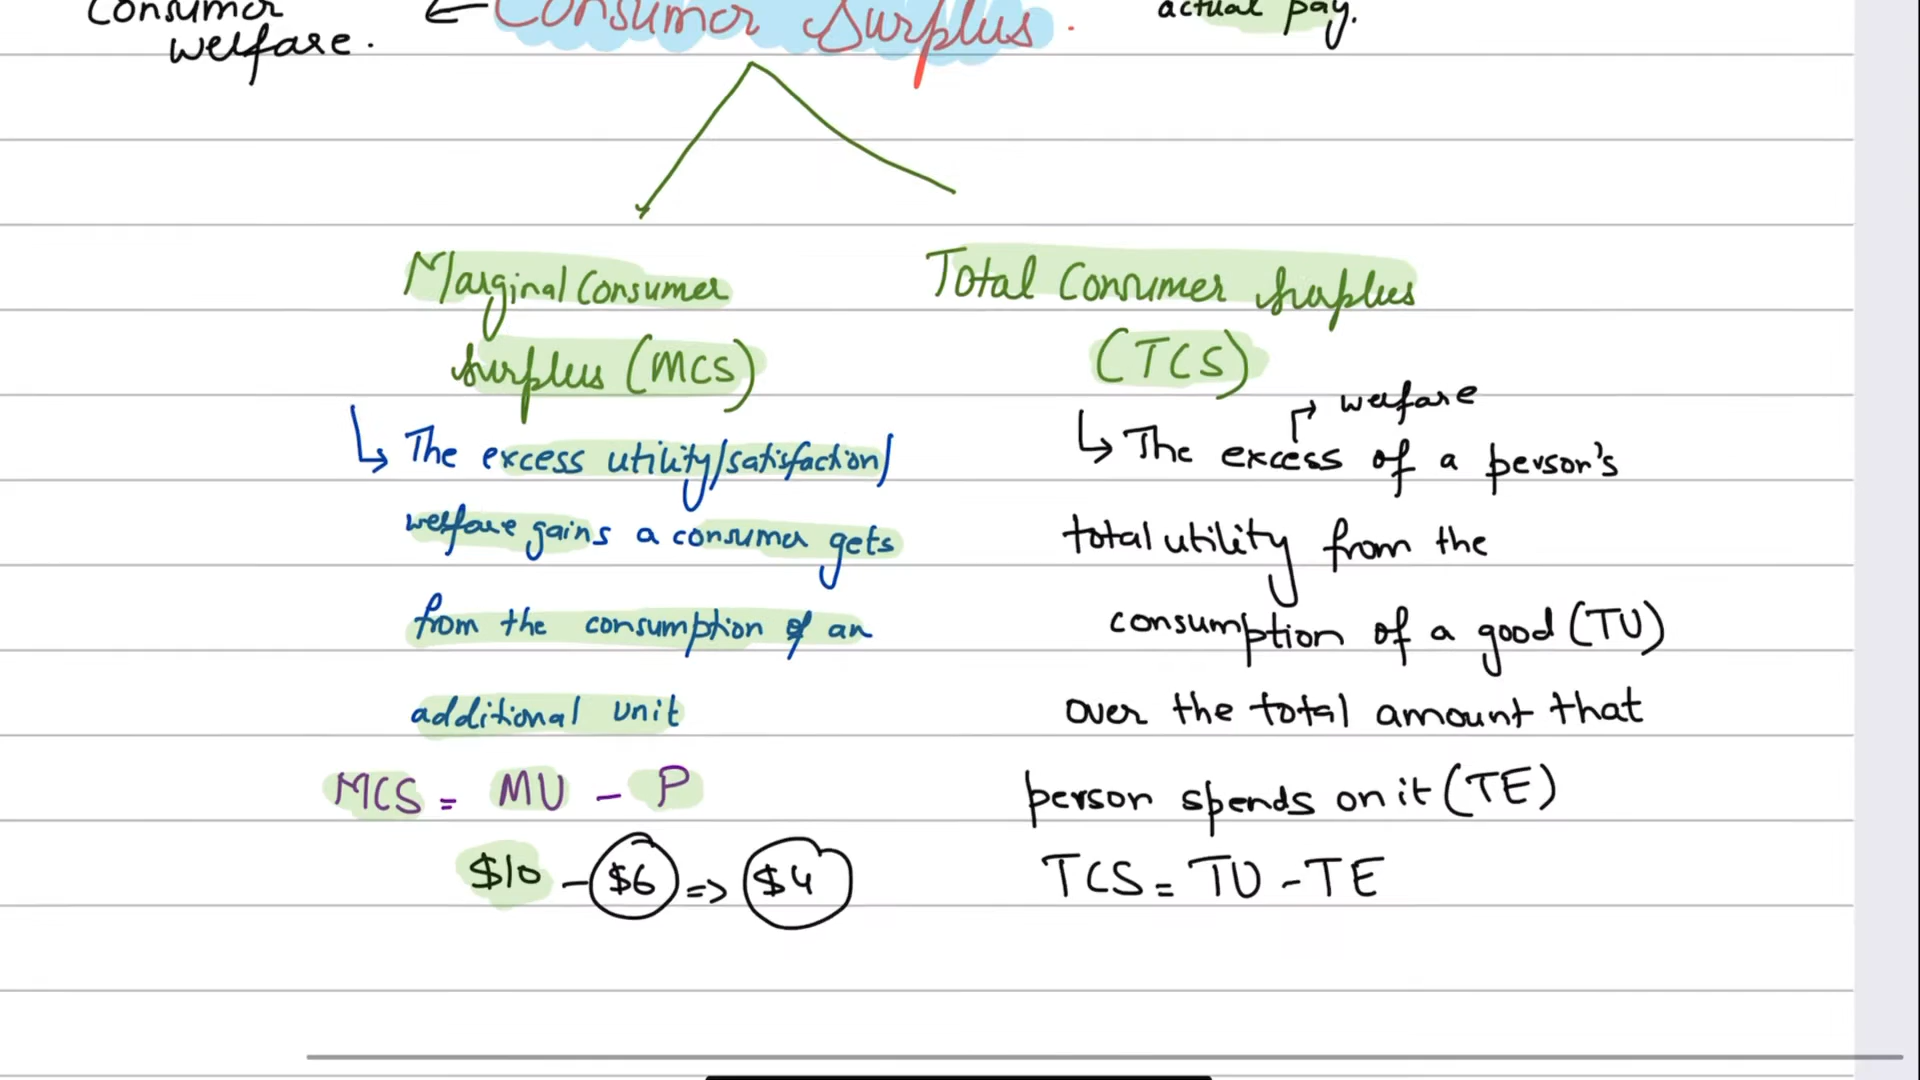 Consumer
welfare.
← Consumer Surplus.
actual pay.
Marginal Consumer
Surplus (MCS)
↳ The excess utility/satisfaction/
welfare gains a consumer gets
from the consumption of an
additional unit
MCS = MU - P
$10 - $6 => $4
Total Consumer Surplus
(TCS)
→ welfare
↳ The excess of a person's
total utility from the
consumption of a good (TU)
over the total amount that
person spends on it (TE)
TCS = TU - TE